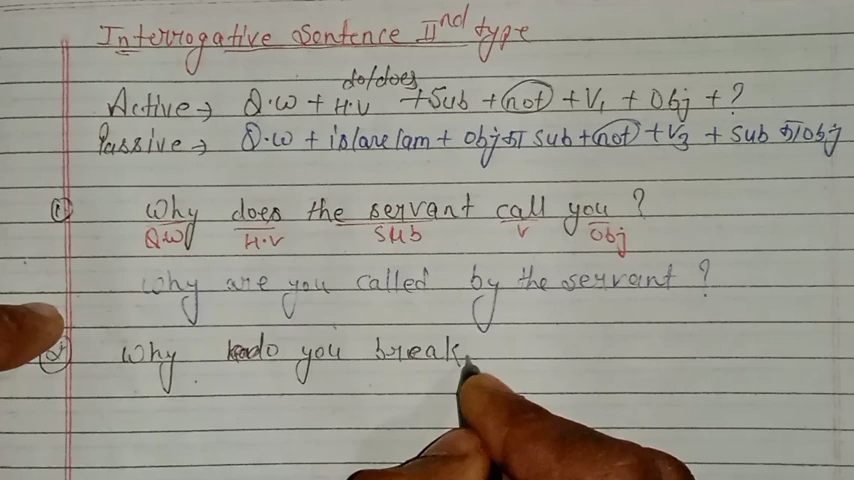 Interrogative Sentence IInd type
do/does
Active → Q.W + H.V + Sub + not + V1 + Obj + ?
Passive → Q.W + is/are/am + Obj का Sub + not + V3 + Sub का Obj
① Why does the servant call you ?
Q.W H.V Sub V Obj
Why are you called by the servant ?
② Why do you break